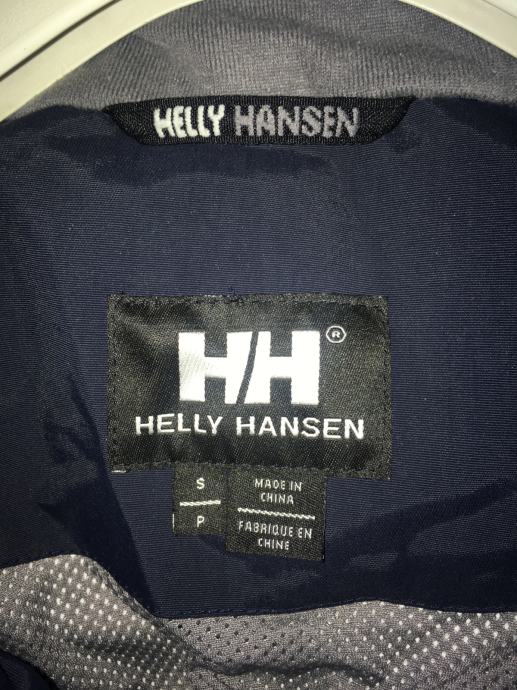 HELLY HANSEN
HH®
HELLY HANSEN
S
P
MADE IN
CHINA
FABRIQUE EN
CHINE